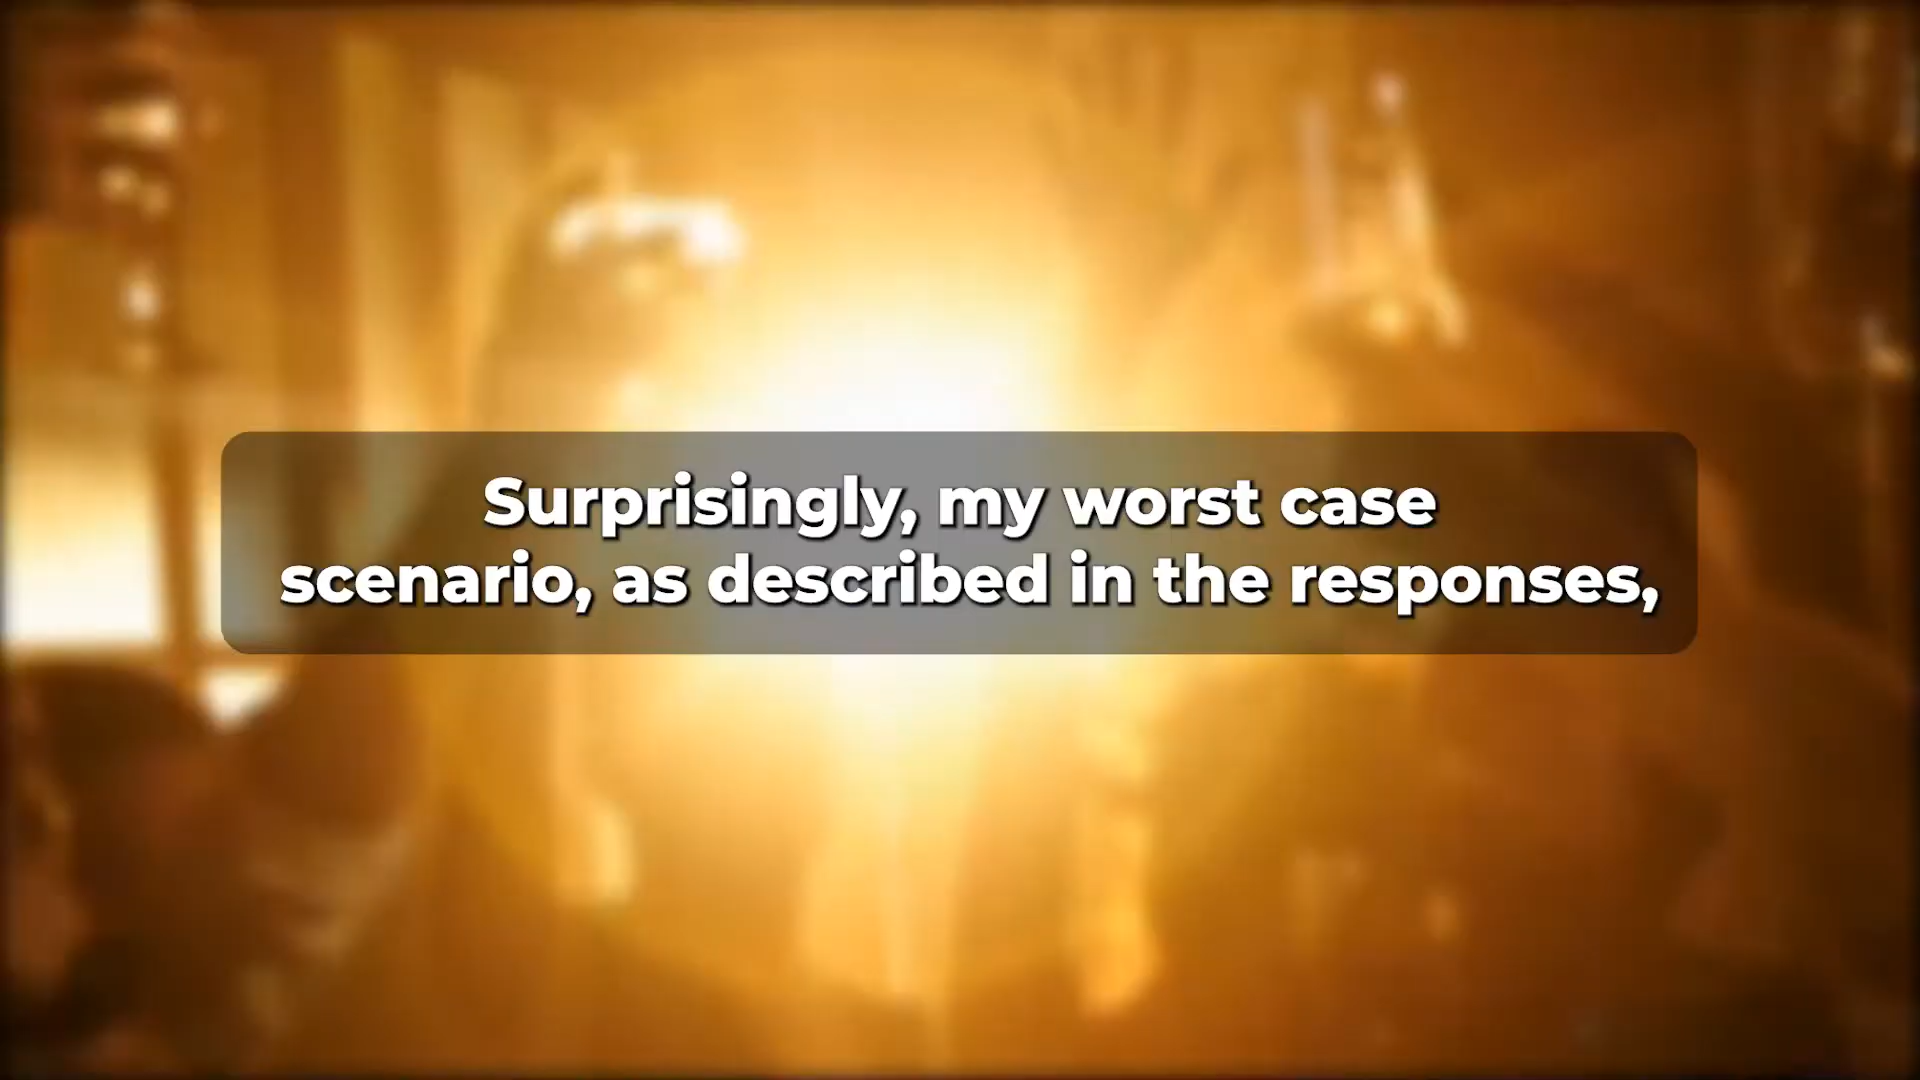 Surprisingly, my worst case
scenario, as described in the responses,